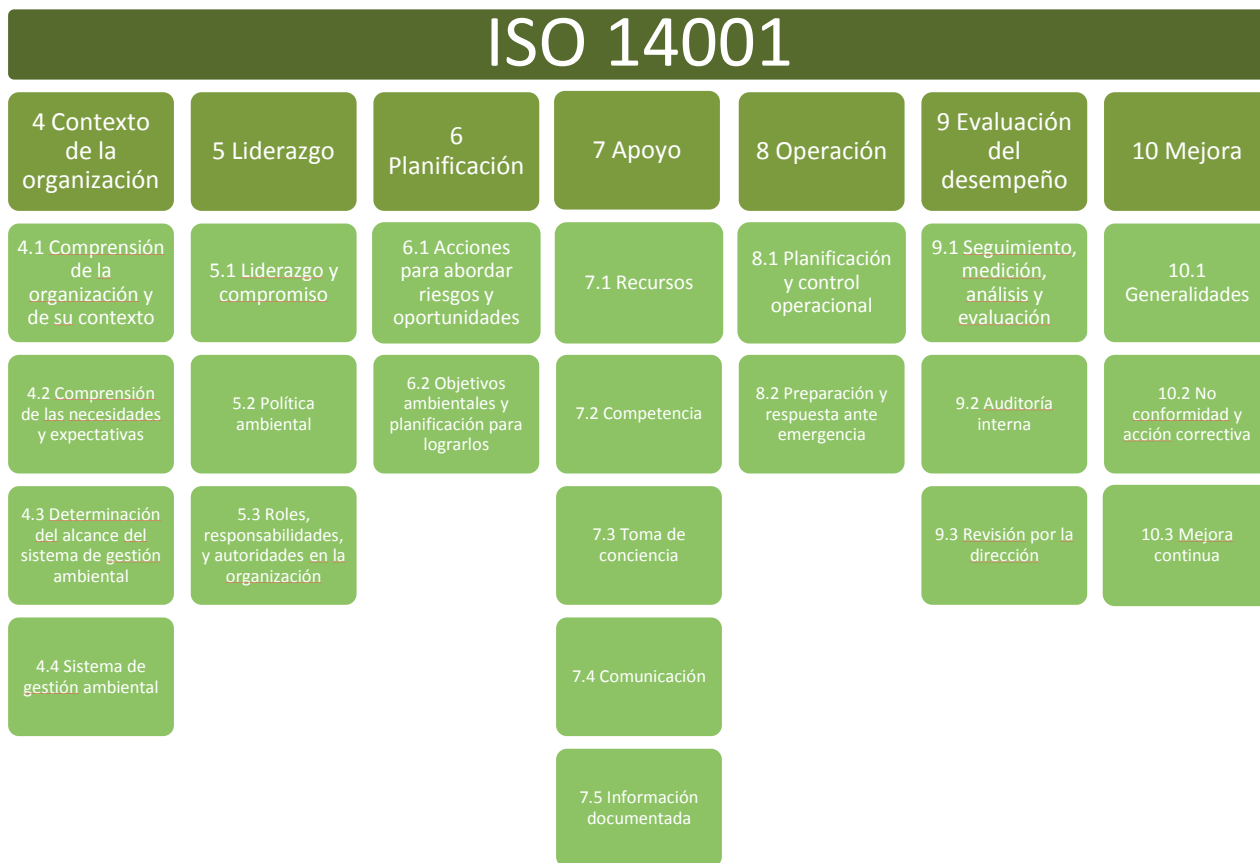 ISO 14001
4 Contexto
de la
organización
5 Liderazgo
6
Planificación
7 Apoyo
8 Operación
9 Evaluación
del
desempeño
10 Mejora
4.1 Comprensión
de la
organización y
de su contexto
5.1 Liderazgo y
compromiso
6.1 Acciones
para abordar
riesgos y
oportunidades
7.1 Recursos
8.1 Planificación
y control
operacional
9.1 Seguimiento,
medición,
análisis y
evaluación
10.1
Generalidades
4.2 Comprensión
de las necesidades
y expectativas
5.2 Política
ambiental
6.2 Objetivos
ambientales y
planificación para
lograrlos
7.2 Competencia
8.2 Preparación y
respuesta ante
emergencia
9.2 Auditoría
interna
10.2 No
conformidad y
acción correctiva
4.3 Determinación
del alcance del
sistema de gestión
ambiental
5.3 Roles,
responsabilidades,
y autoridades en la
organización
7.3 Toma de
conciencia
9.3 Revisión por la
dirección
10.3 Mejora
continua
4.4 Sistema de
gestión ambiental
7.4 Comunicación
7.5 Información
documentada